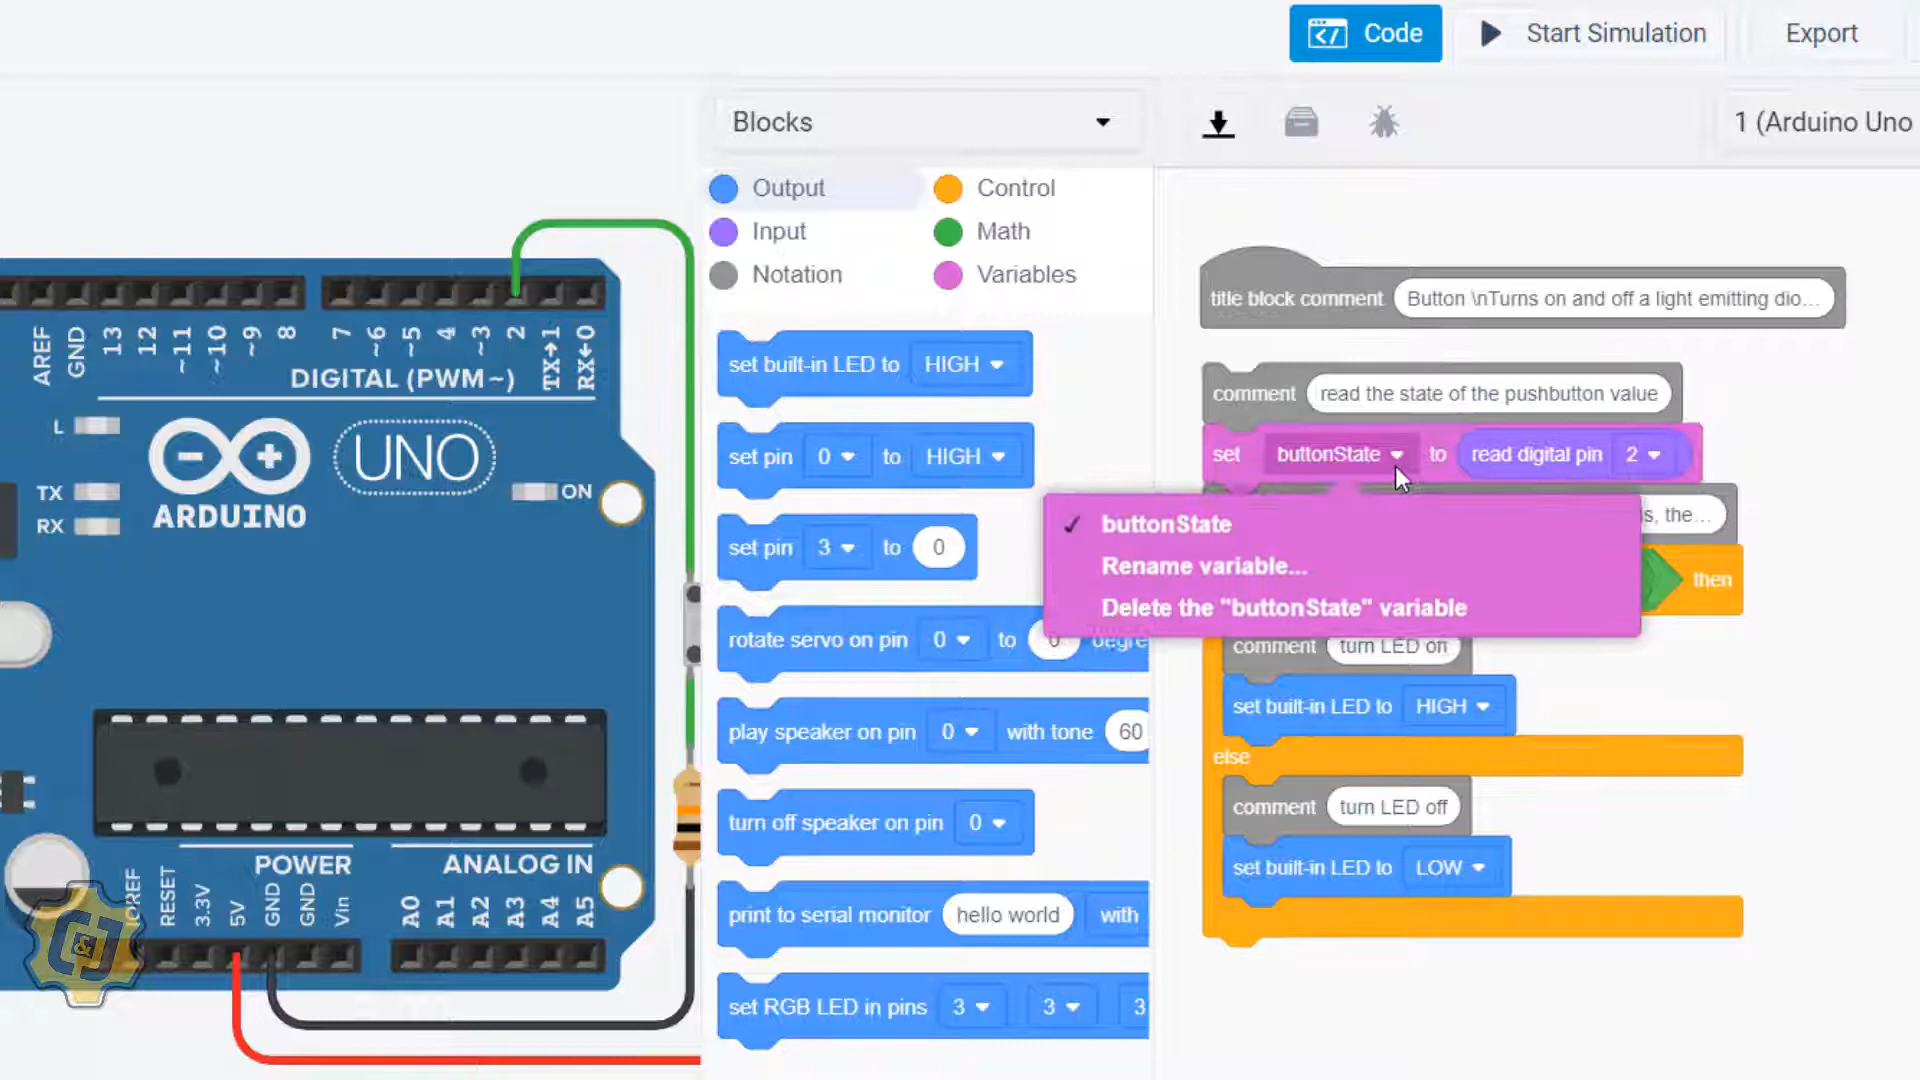 Code
Start Simulation
Export
Blocks
1 (Arduino Uno
Output
Control
Input
Math
Notation
Variables
set built-in LED to HIGH
set pin 0 to HIGH
set pin 3 to 0
rotate servo on pin 0 to 0
play speaker on pin 0 with tone 60
turn off speaker on pin 0
print to serial monitor hello world with
set RGB LED in pins 3 3 3
title block comment Button \nTurns on and off a light emitting dio...
comment read the state of the pushbutton value
set buttonState to read digital pin 2
s, the...
buttonState
Rename variable...
Delete the "buttonState" variable
then
comment turn LED on
set built-in LED to HIGH
else
comment turn LED off
set built-in LED to LOW
AREF
GND
13
12
~11
~10
~9
8
7
~6
~5
4
~3
2
TX→1
RX←0
DIGITAL (PWM ~)
L
TX
RX
ARDUINO
UNO
ON
POWER
ANALOG IN
RESET
3.3V
5V
GND
GND
Vin
A0
A1
A2
A3
A4
A5